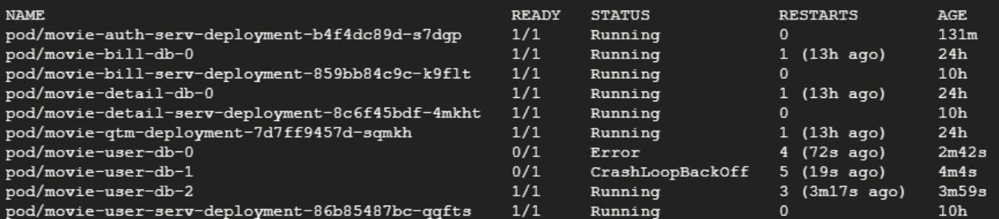 NAME READY STATUS RESTARTS AGE
pod/movie-auth-serv-deployment-b4f4dc89d-s7dgp 1/1 Running 0 131m
pod/movie-bill-db-0 1/1 Running 1 (13h ago) 24h
pod/movie-bill-serv-deployment-859bb84c9c-k9flt 1/1 Running 0 10h
pod/movie-detail-db-0 1/1 Running 1 (13h ago) 24h
pod/movie-detail-serv-deployment-8c6f45bdf-4mkht 1/1 Running 0 10h
pod/movie-qtm-deployment-7d7ff9457d-sqmkh 1/1 Running 1 (13h ago) 24h
pod/movie-user-db-0 0/1 Error 4 (72s ago) 2m42s
pod/movie-user-db-1 0/1 CrashLoopBackOff 5 (19s ago) 4m4s
pod/movie-user-db-2 1/1 Running 3 (3m17s ago) 3m59s
pod/movie-user-serv-deployment-86b85487bc-qgfts 1/1 Running 0 10h